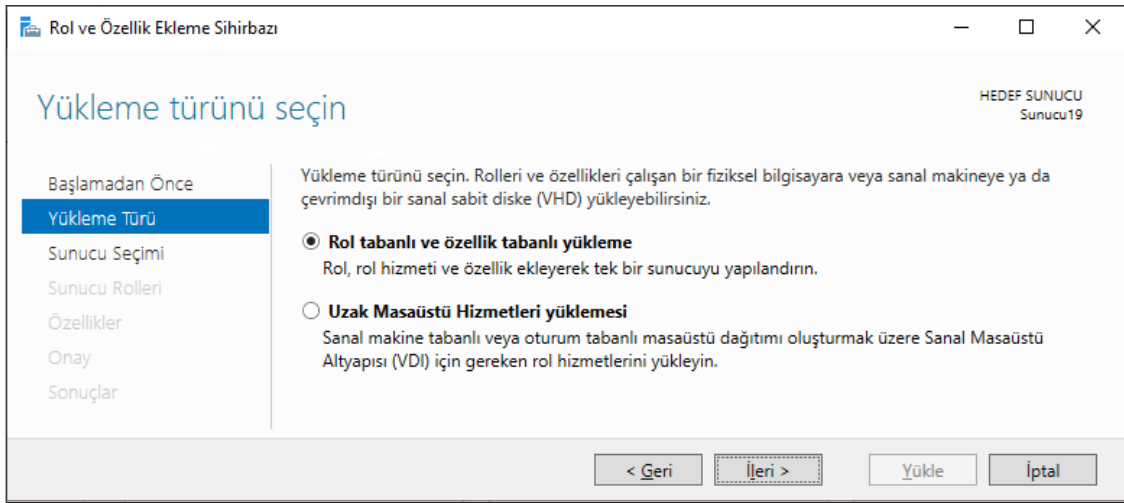 Rol ve Özellik Ekleme Sihirbazı
Yükleme türünü seçin
HEDEF SUNUCU
Sunucu19
Başlamadan Önce
Yükleme Türü
Sunucu Seçimi
Sunucu Rolleri
Özellikler
Onay
Sonuçlar
Yükleme türünü seçin. Rolleri ve özellikleri çalışan bir fiziksel bilgisayara veya sanal makineye ya da
çevrimdışı bir sanal sabit diske (VHD) yükleyebilirsiniz.
Rol tabanlı ve özellik tabanlı yükleme
Rol, rol hizmeti ve özellik ekleyerek tek bir sunucuyu yapılandırın.
Uzak Masaüstü Hizmetleri yüklemesi
Sanal makine tabanlı veya oturum tabanlı masaüstü dağıtımı oluşturmak üzere Sanal Masaüstü
Altyapısı (VDI) için gereken rol hizmetlerini yükleyin.
< Geri
İleri >
Yükle
İptal